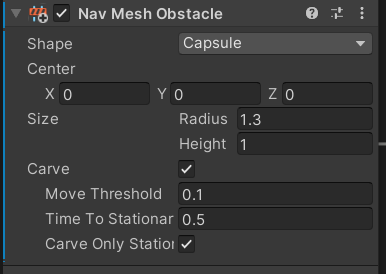 Nav Mesh Obstacle
Shape Capsule
Center
X 0 Y 0 Z 0
Size Radius 1.3
Height 1
Carve
Move Threshold 0.1
Time To Stationar 0.5
Carve Only Station